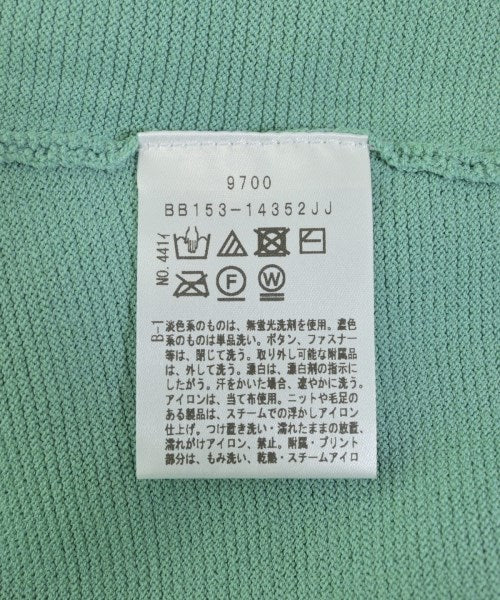 9700
BB153-14352JJ
NO.441イ
F
W
B-1
淡色系のものは、無蛍光洗剤を使用。濃色
系のものは単品洗い。ボタン、ファスナー
等は、閉じて洗う。取り外し可能な附属品
は、外して洗う。漂白は、漂白剤の指示に
したがう。汗をかいた場合、速やかに洗う。
アイロンは、当て布使用。ニットや毛足の
ある製品は、スチームでの浮かしアイロン
仕上げ。つけ置き洗い・濡れたままの放置、
濡れがけアイロン、禁止。附属・プリント
部分は、もみ洗い、乾熱・スチームアイロ